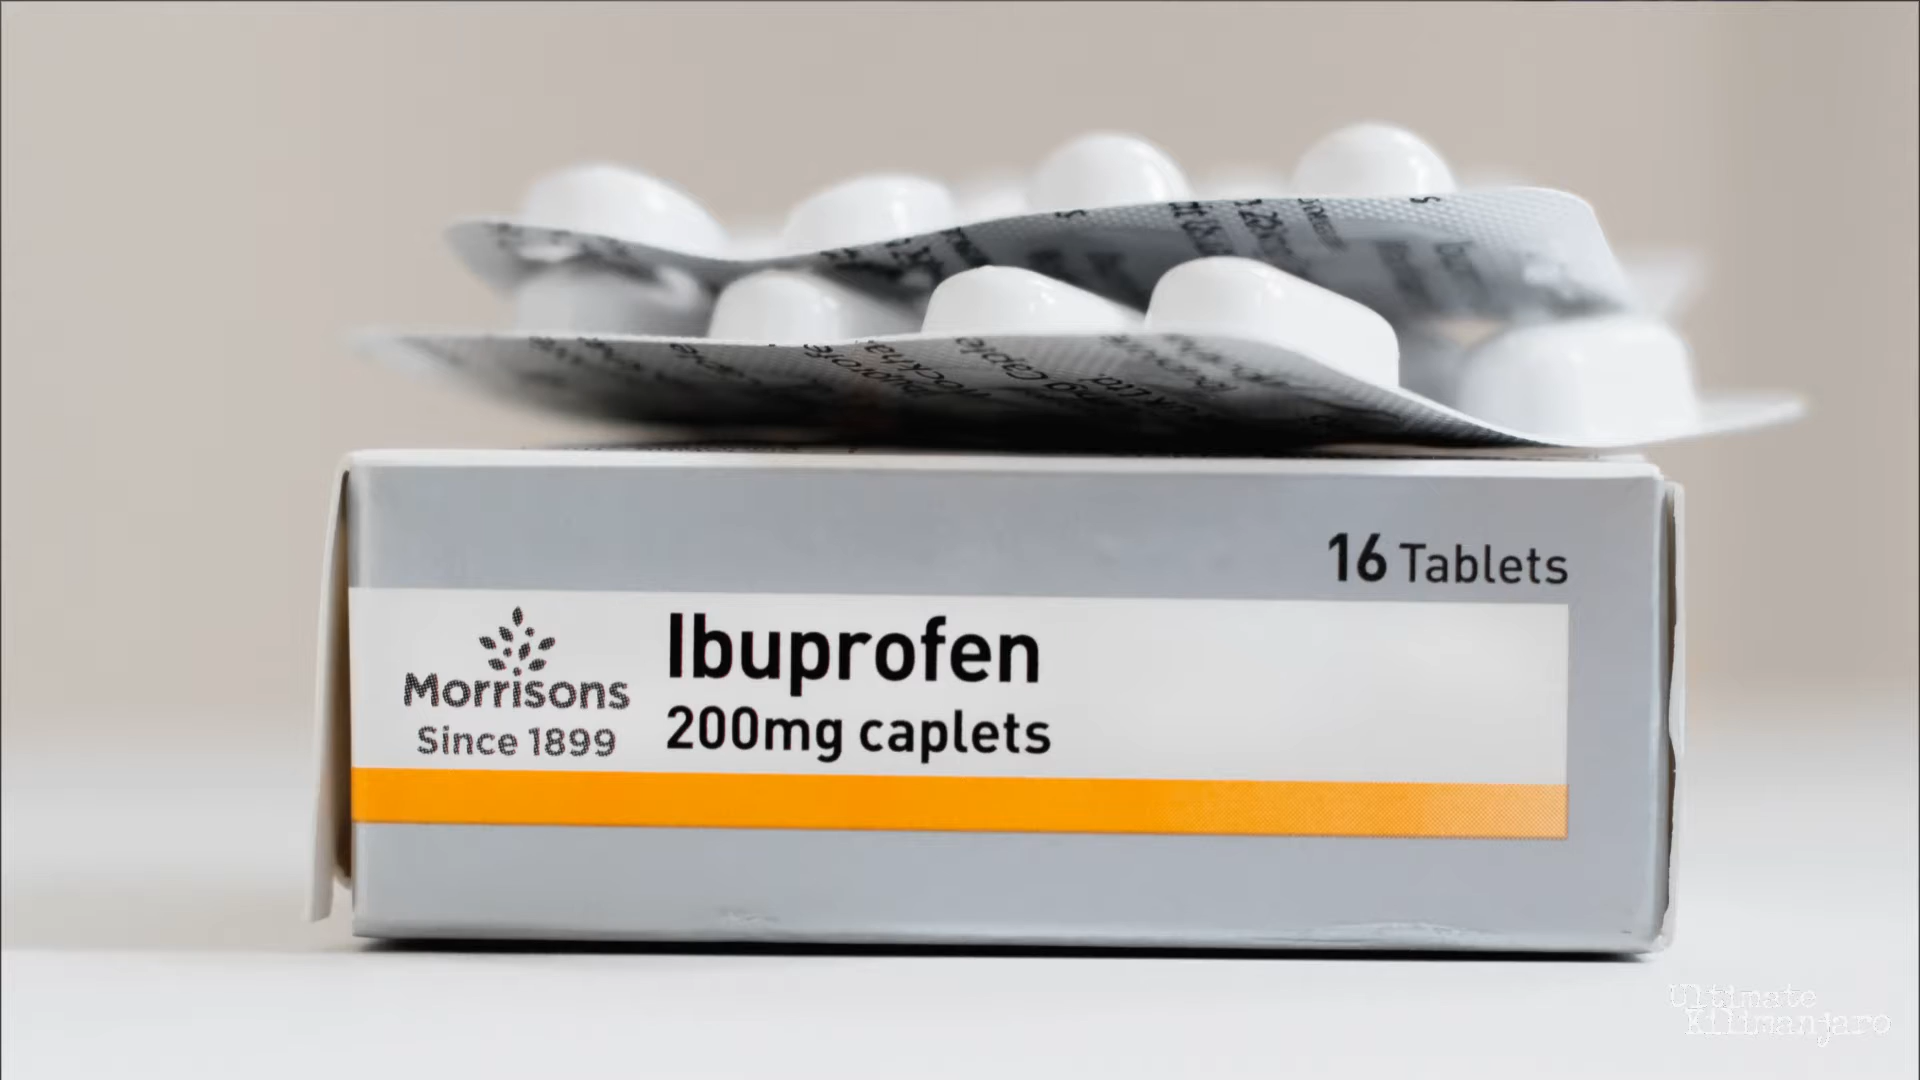 16 Tablets
Ibuprofen
200mg caplets
Morrisons
Since 1899
Ultimate
Kilimanjaro